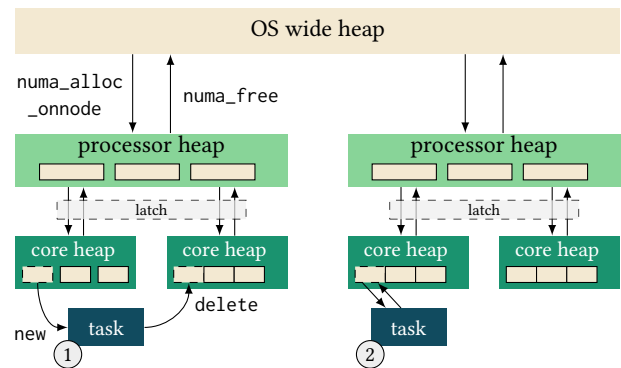 OS wide heap
numa_alloc
_onnode
numa_free
processor heap
processor heap
latch
latch
core heap
core heap
core heap
core heap
delete
new
task
task
1
2